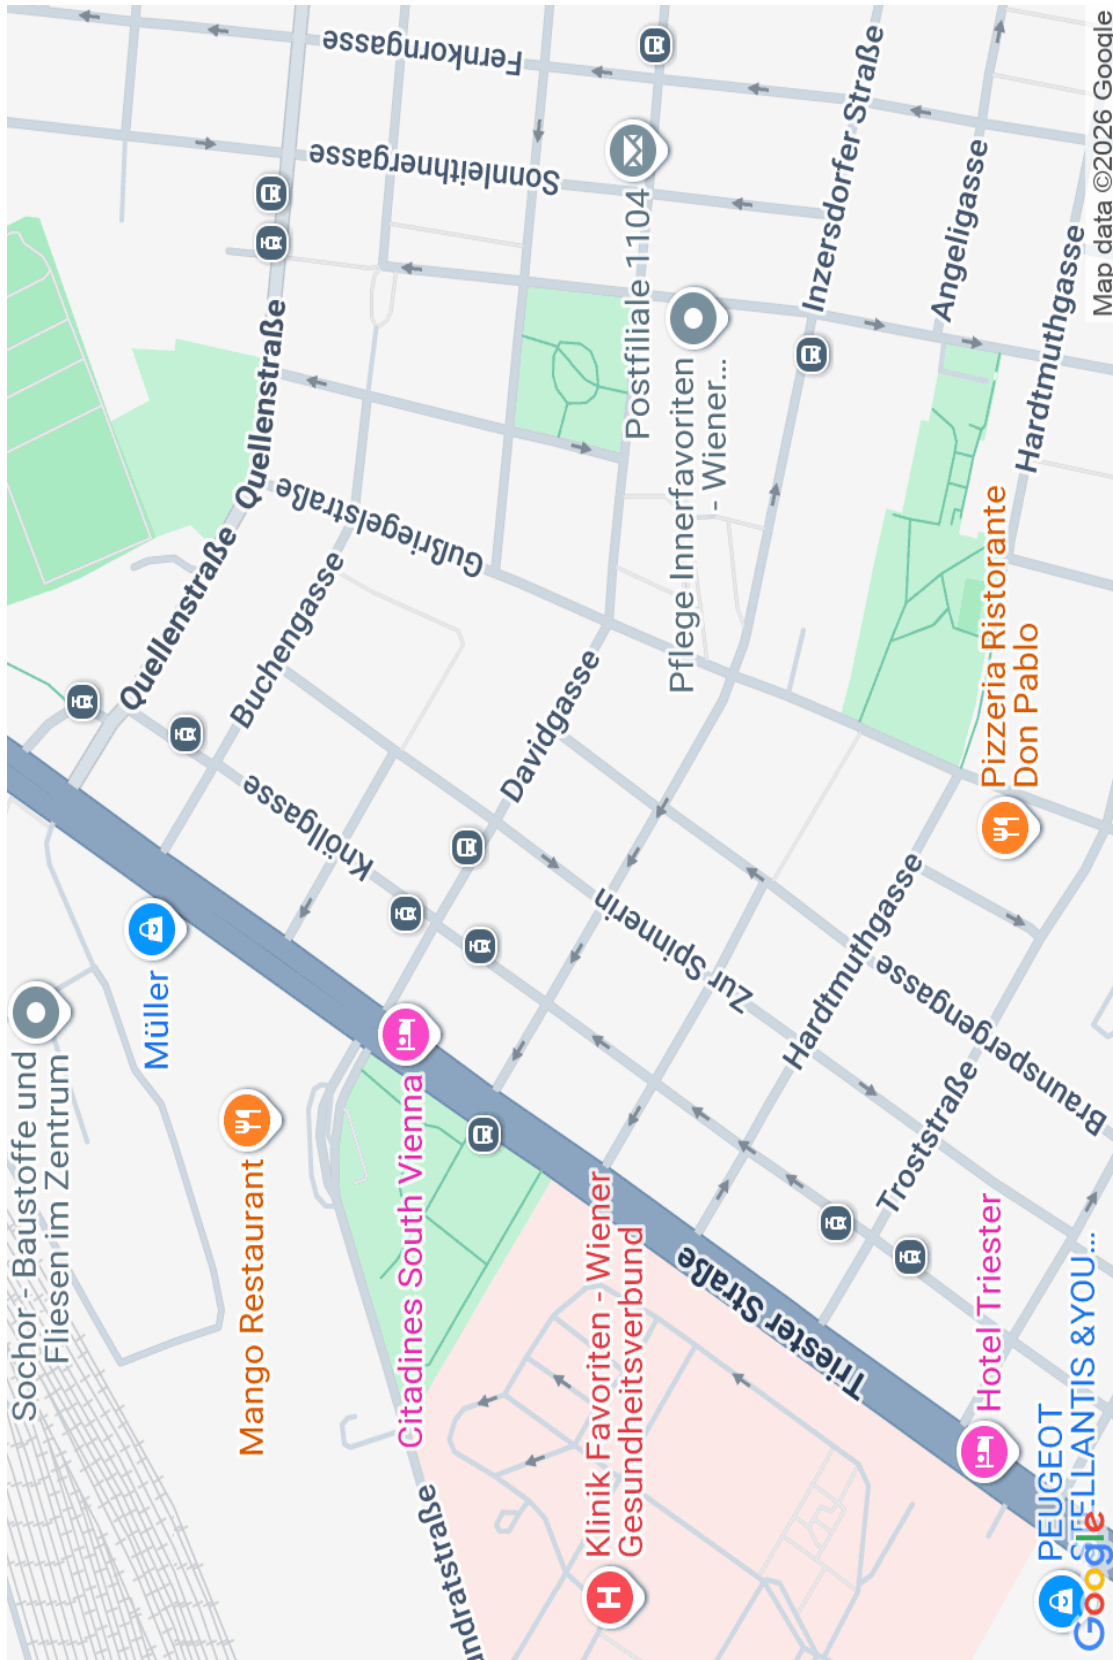 Sochor - Baustoffe und
Fliesen im Zentrum
Müller
Mango Restaurant
Citadines South Vienna
Klinik Favoriten - Wiener
Gesundheitsverbund
Hotel Triester
PEUGEOT
STELLANTIS &YOU...
Pizzeria Ristorante
Don Pablo
Pflege Innerfavoriten
- Wiener...
Postfiliale 1104
Quellenstraße
Quellenstraße
Buchengasse
Gußriegelstraße
Knöllgasse
Davidgasse
Zur Spinnerin
Hardtmuthgasse
Braunspergengasse
Troststraße
Triester Straße
ndratstraße
Fernkorngasse
Sonnleithnergasse
Inzersdorfer Straße
Angeligasse
Hardtmuthgasse
Google
Map data ©2026 Google